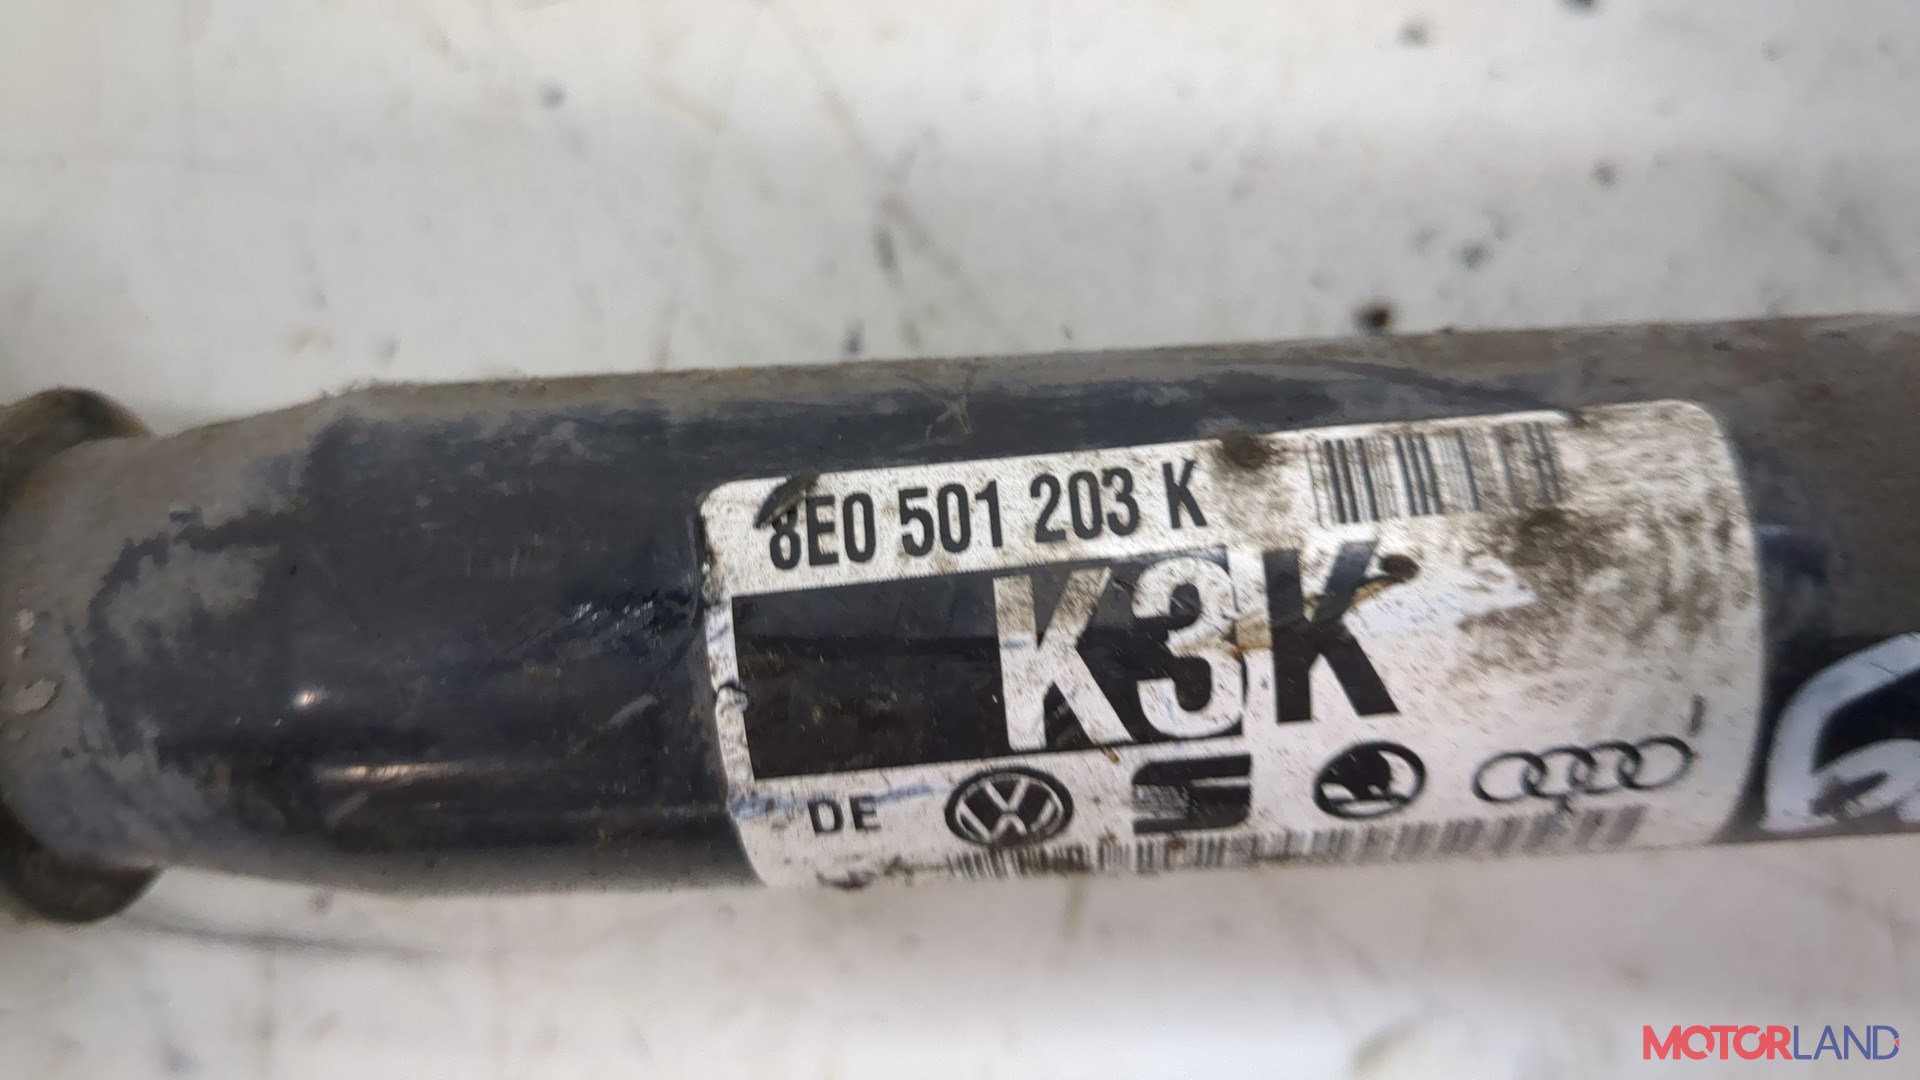 8E0 501 203 K
K3K
DE
MOTORLAND